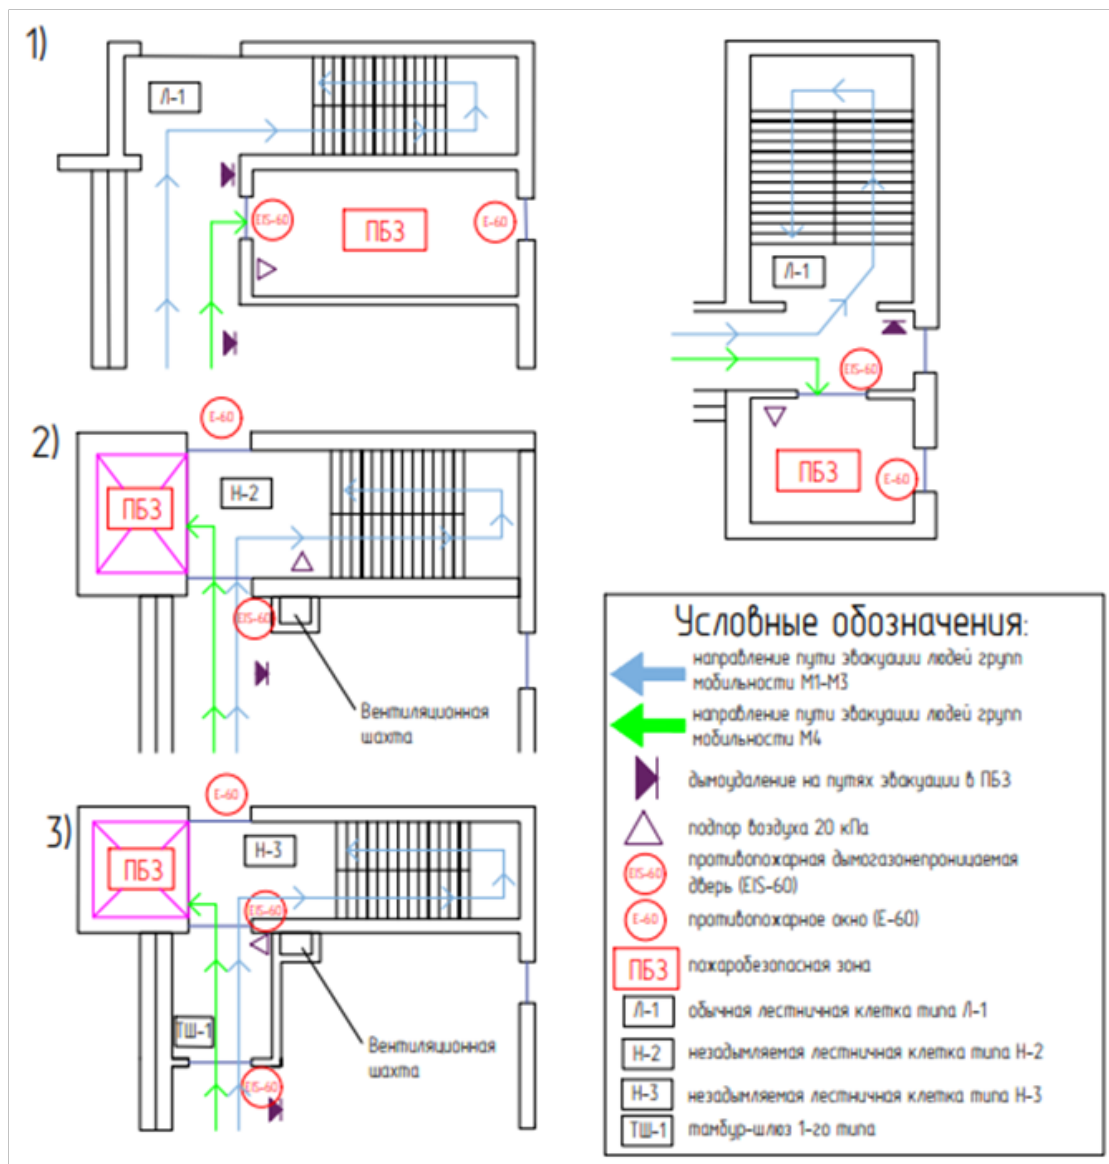 1)
Л-1
EIS-60
ПБЗ
E-60
Л-1
EIS-60
ПБЗ
E-60
2)
E-60
ПБЗ
Н-2
EIS-60
Вентиляционная
шахта
3)
E-60
ПБЗ
Н-3
EIS-60
ТШ-1
EIS-60
Вентиляционная
шахта
Условные обозначения:
направление пути эвакуации людей групп
мобильности М1-М3
направление пути эвакуации людей групп
мобильности М4
дымоудаление на путях эвакуации в ПБЗ
подпор воздуха 20 кПа
EIS-60
противопожарная дымогазонепроницаемая
дверь (EIS-60)
E-60
противопожарное окно (E-60)
ПБЗ
пожаробезопасная зона
Л-1
обычная лестничная клетка типа Л-1
Н-2
незадымляемая лестничная клетка типа Н-2
Н-3
незадымляемая лестничная клетка типа Н-3
ТШ-1
тамбур-шлюз 1-го типа